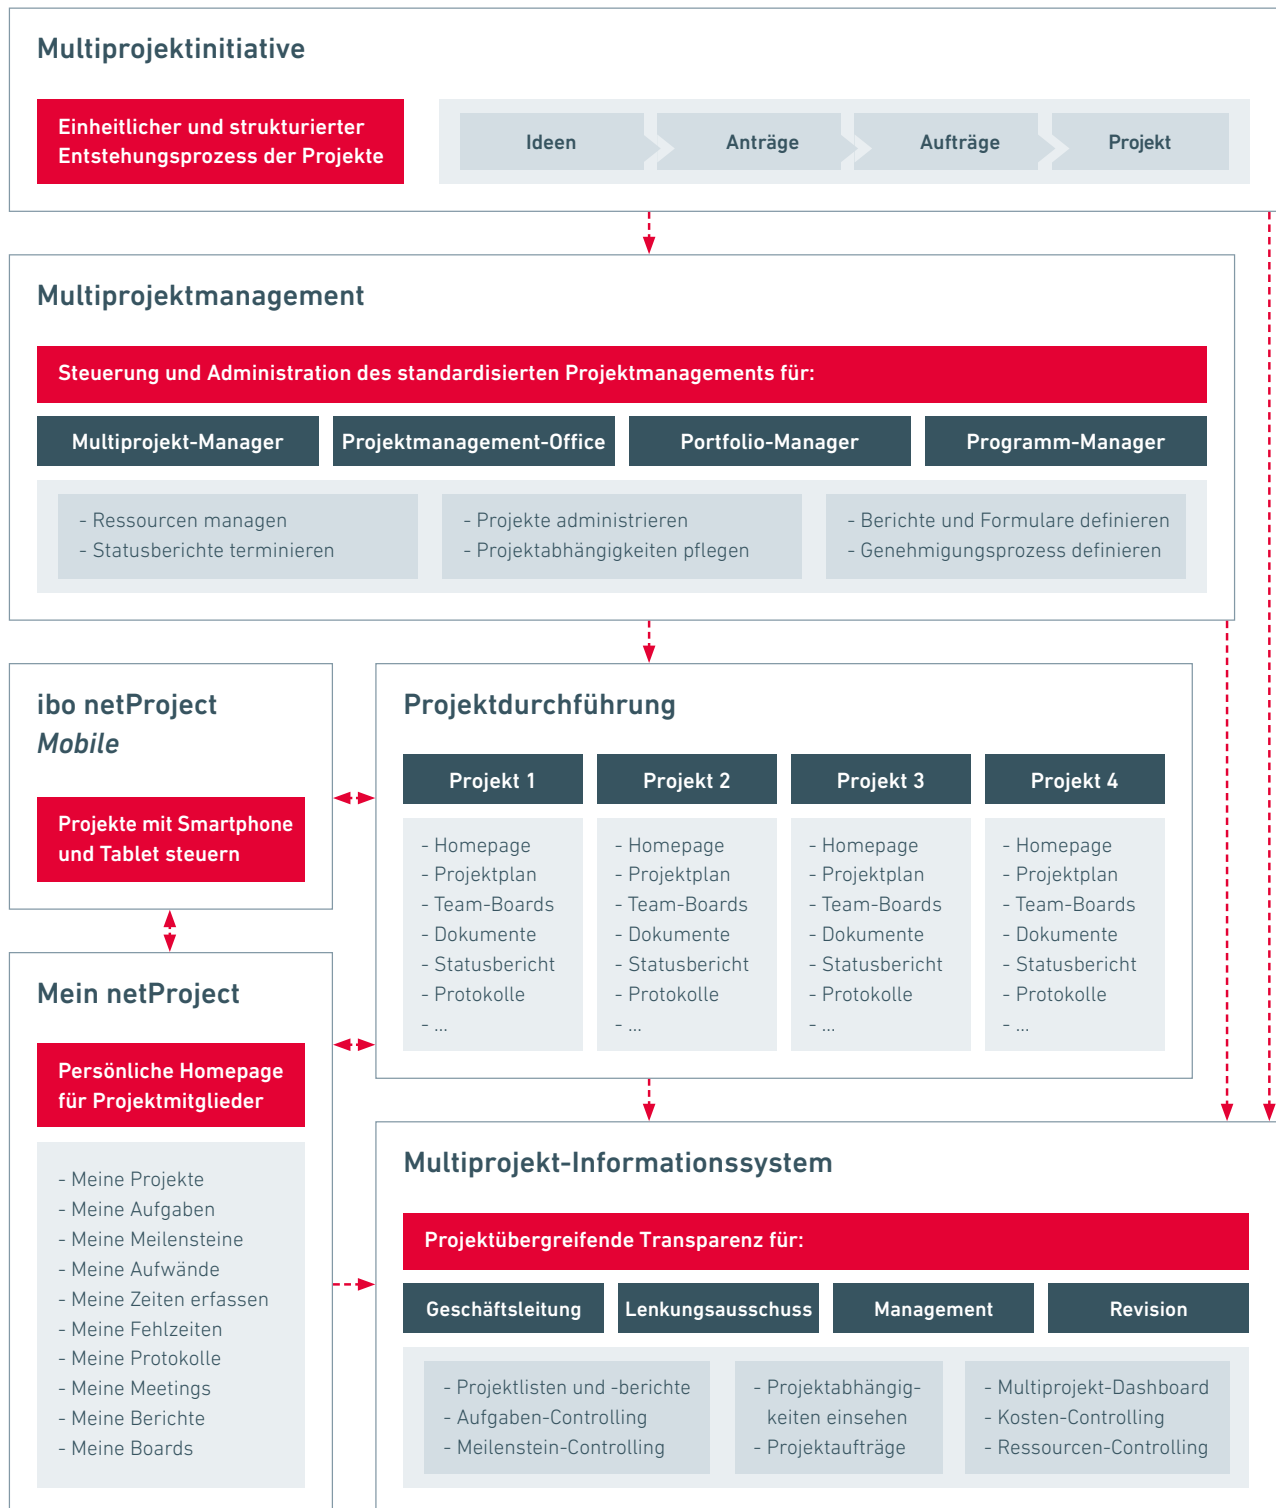 Multiprojektinitiative
Einheitlicher und strukturierter
Entstehungsprozess der Projekte
Ideen
Anträge
Aufträge
Projekt
Multiprojektmanagement
Steuerung und Administration des standardisierten Projektmanagements für:
Multiprojekt-Manager
Projektmanagement-Office
Portfolio-Manager
Programm-Manager
- Ressourcen managen
- Statusberichte terminieren
- Projekte administrieren
- Projektabhängigkeiten pflegen
- Berichte und Formulare definieren
- Genehmigungsprozess definieren
ibo netProject
Mobile
Projekte mit Smartphone
und Tablet steuern
Projektdurchführung
Projekt 1
- Homepage
- Projektplan
- Team-Boards
- Dokumente
- Statusbericht
- Protokolle
- ...
Projekt 2
- Homepage
- Projektplan
- Team-Boards
- Dokumente
- Statusbericht
- Protokolle
- ...
Projekt 3
- Homepage
- Projektplan
- Team-Boards
- Dokumente
- Statusbericht
- Protokolle
- ...
Projekt 4
- Homepage
- Projektplan
- Team-Boards
- Dokumente
- Statusbericht
- Protokolle
- ...
Mein netProject
Persönliche Homepage
für Projektmitglieder
- Meine Projekte
- Meine Aufgaben
- Meine Meilensteine
- Meine Aufwände
- Meine Zeiten erfassen
- Meine Fehlzeiten
- Meine Protokolle
- Meine Meetings
- Meine Berichte
- Meine Boards
Multiprojekt-Informationssystem
Projektübergreifende Transparenz für:
Geschäftsleitung
Lenkungsausschuss
Management
Revision
- Projektlisten und -berichte
- Aufgaben-Controlling
- Meilenstein-Controlling
- Projektabhängig-
keiten einsehen
- Projektaufträge
- Multiprojekt-Dashboard
- Kosten-Controlling
- Ressourcen-Controlling